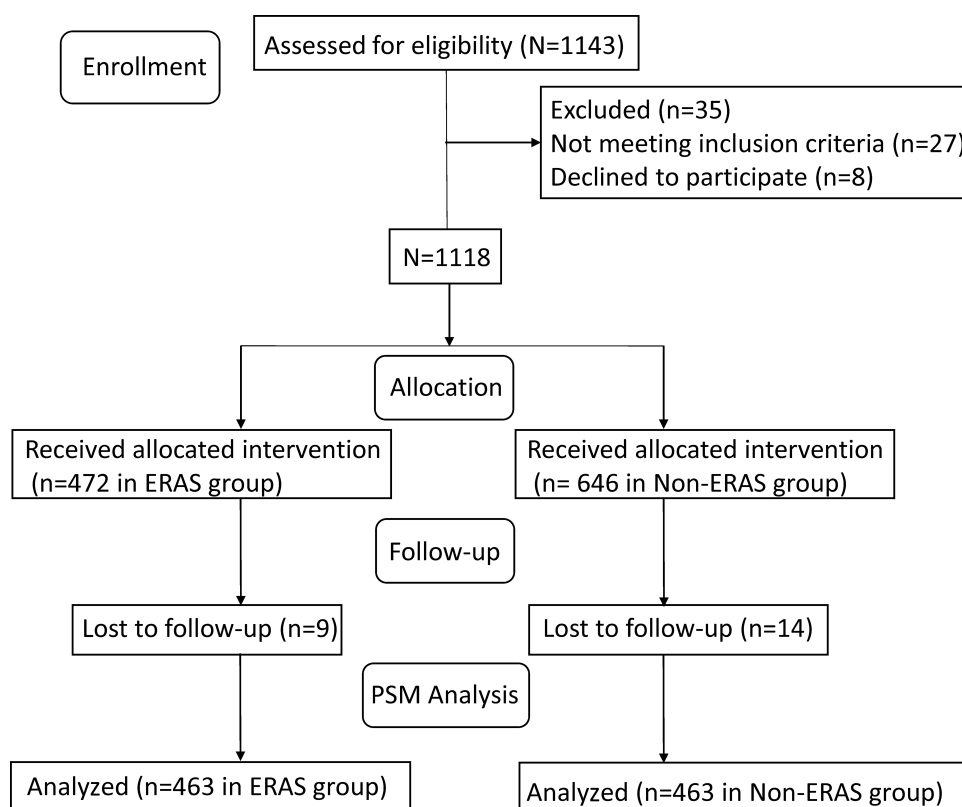 Assessed for eligibility (N=1143)
Enrollment
Excluded (n=35)
Not meeting inclusion criteria (n=27)
Declined to participate (n=8)
N=1118
Allocation
Received allocated intervention
(n=472 in ERAS group)
Received allocated intervention
(n= 646 in Non-ERAS group)
Follow-up
Lost to follow-up (n=9)
Lost to follow-up (n=14)
PSM Analysis
Analyzed (n=463 in ERAS group)
Analyzed (n=463 in Non-ERAS group)